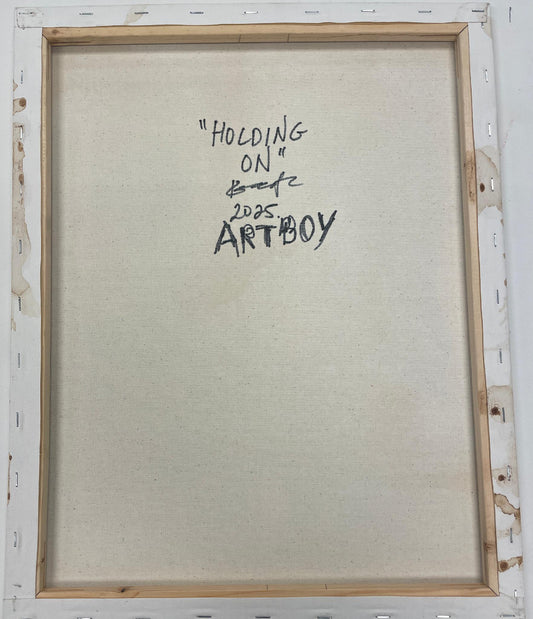 "HOLDING
ON"
2025.
ARTBOY